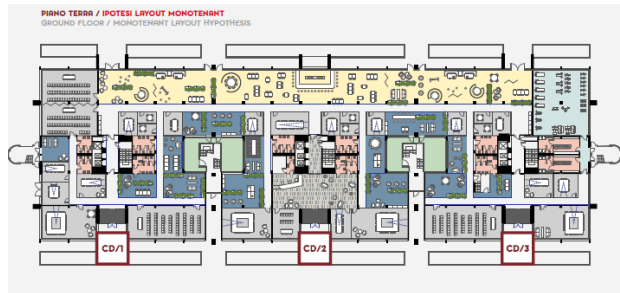 PIANO TERRA / IPOTESI LAYOUT MONOTENANT
GROUND FLOOR / MONOTENANT LAYOUT HYPOTHESIS
CD/1
CD/2
CD/3